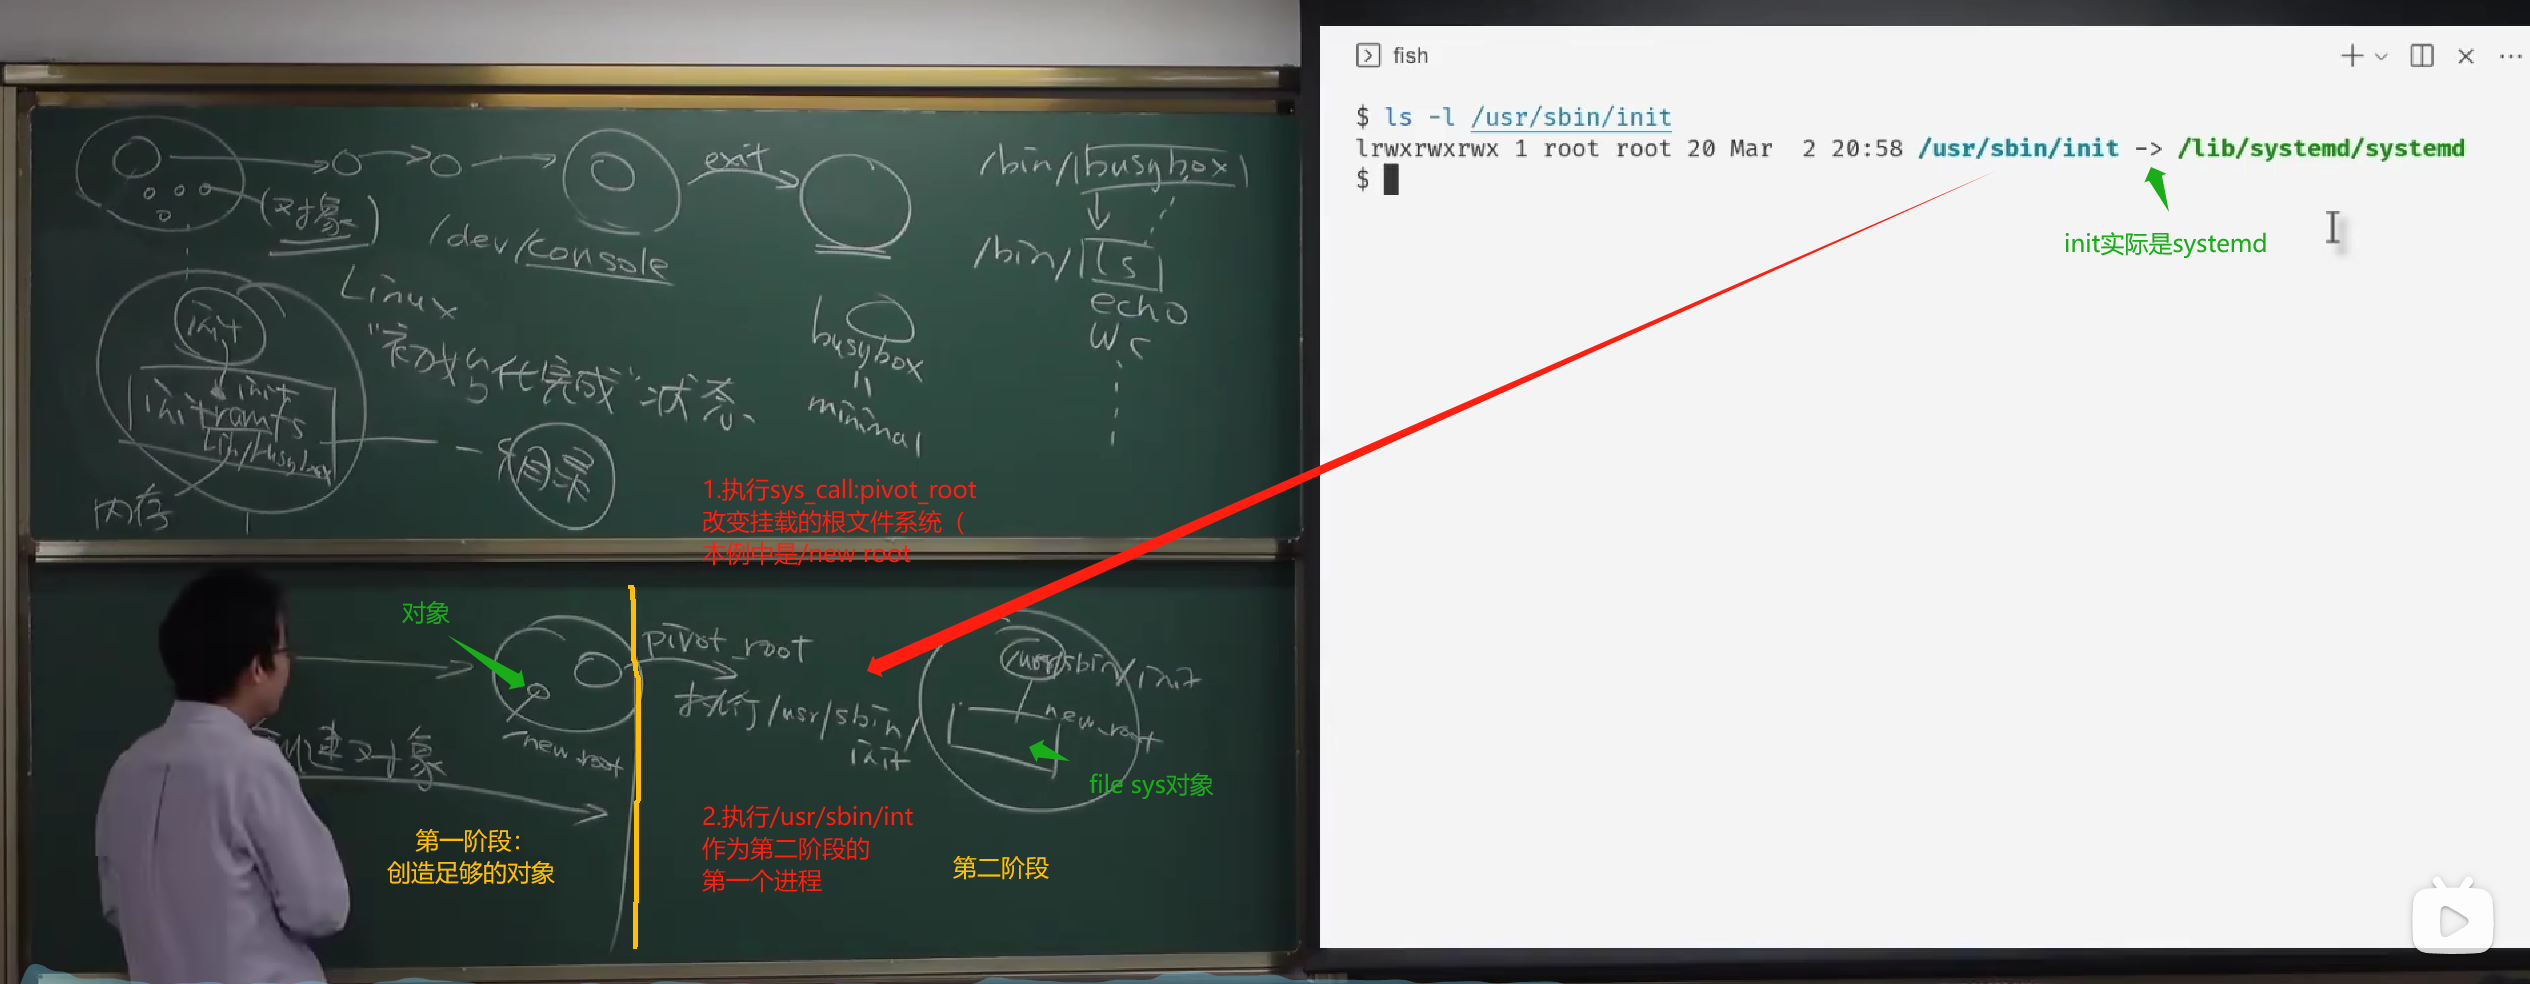 exit
(对象)
/dev/console
Linux
"初始化完成"状态
init
init
initramfs
bin/busybox
内存
目录
busybox
minimal
/bin/busybox
/bin/ls
echo
wc
1.执行sys_call:pivot_root
改变挂载的根文件系统（
本例中是/new root
对象
pivot_root
执行/usr/sbin/
init
new_root
创建对象
/usr/sbin/init
new_root
file sys对象
第一阶段：
创造足够的对象
2.执行/usr/sbin/int
作为第二阶段的
第一个进程
第二阶段
fish
$ ls -l /usr/sbin/init
lrwxrwxrwx 1 root root 20 Mar  2 20:58 /usr/sbin/init -> /lib/systemd/systemd
$
init实际是systemd